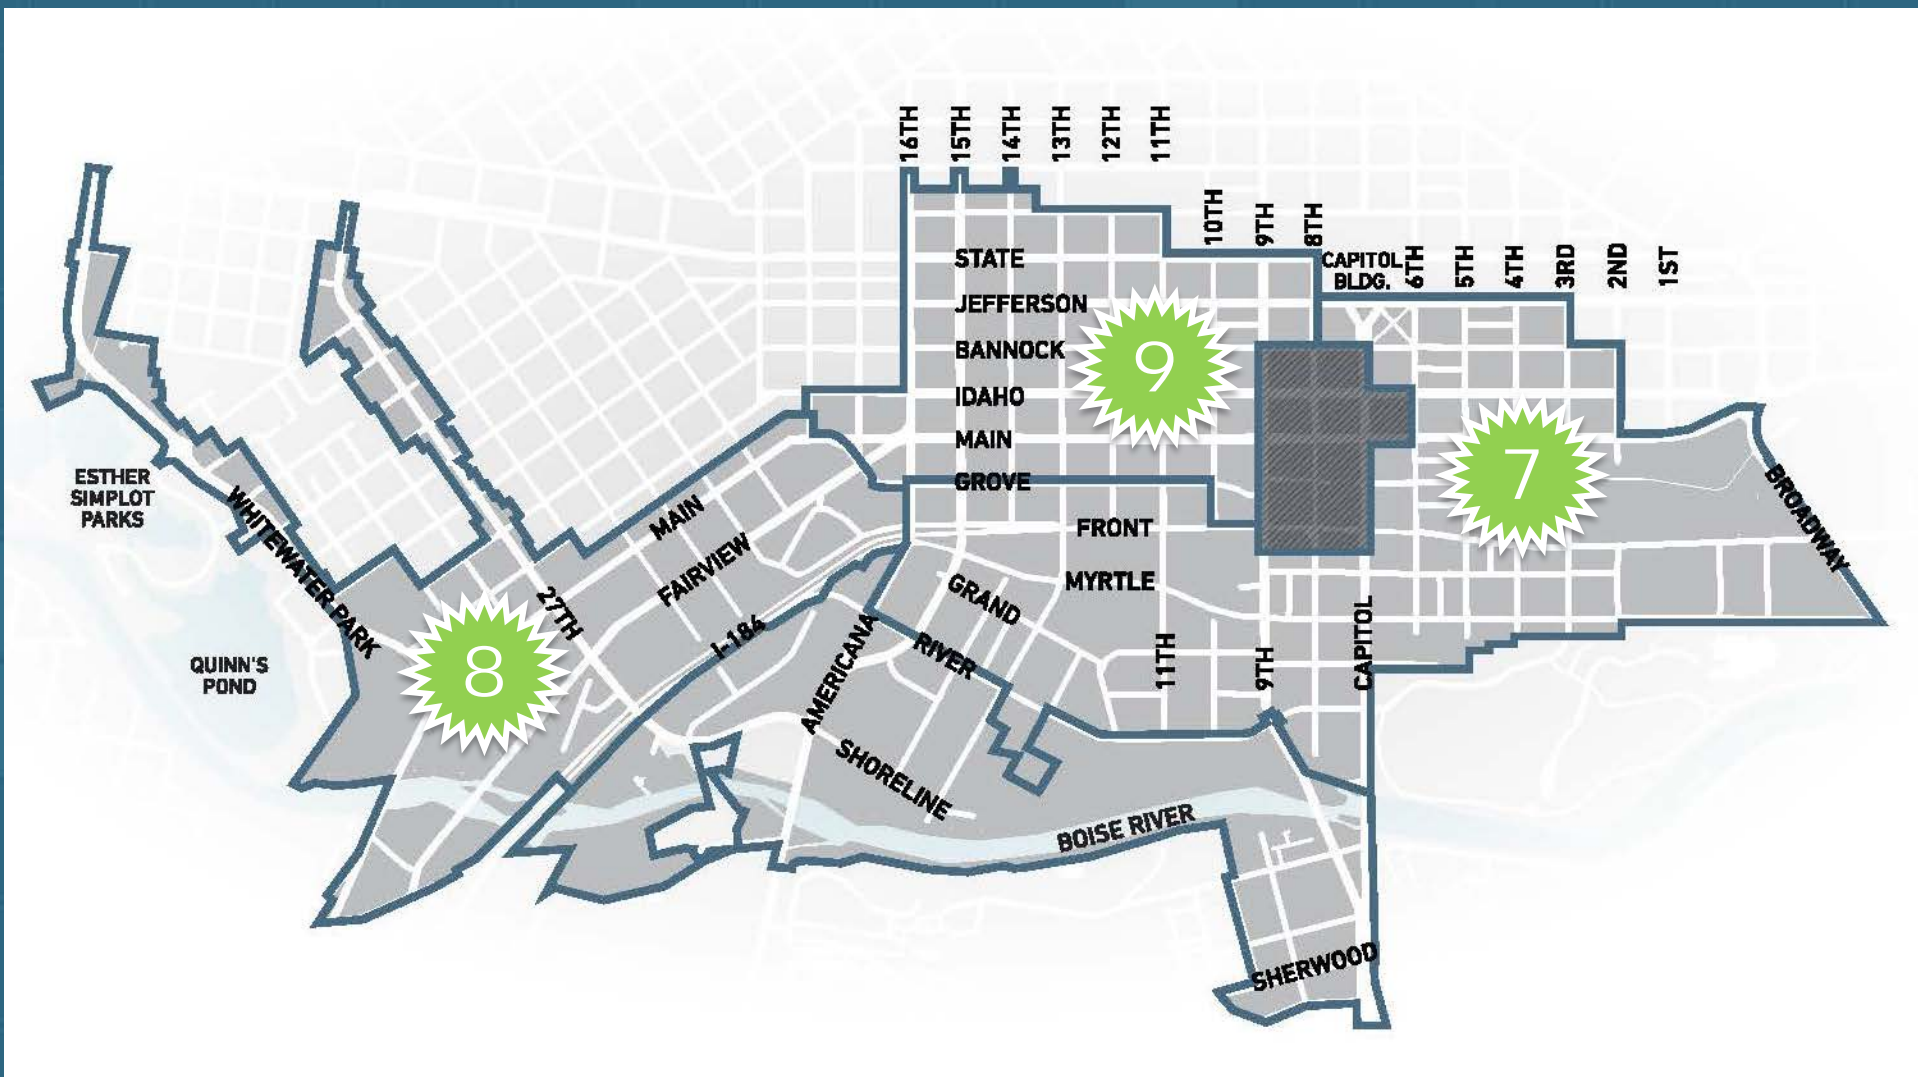 16TH
15TH
14TH
13TH
12TH
11TH
10TH
9TH
8TH
CAPITOL
BLDG.
6TH
5TH
4TH
3RD
2ND
1ST
STATE
JEFFERSON
BANNOCK
IDAHO
MAIN
GROVE
9
7
8
ESTHER
SIMPLOT
PARKS
WHITEWATER PARK
QUINN'S
POND
27TH
MAIN
FAIRVIEW
I-184
AMERICANA
RIVER
GRAND
FRONT
MYRTLE
11TH
9TH
CAPITOL
BROADWAY
SHORELINE
BOISE RIVER
SHERWOOD